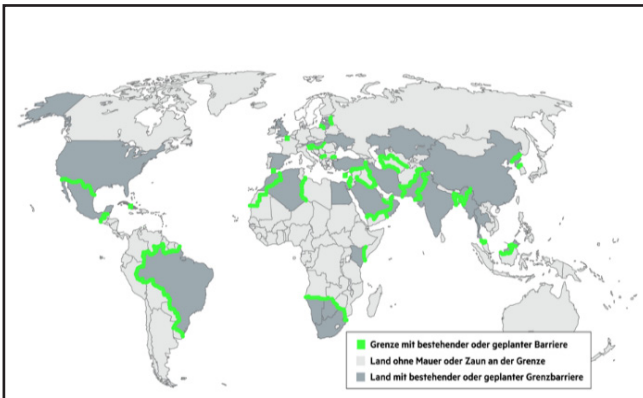 Grenze mit bestehender oder geplanter Barriere
Land ohne Mauer oder Zaun an der Grenze
Land mit bestehender oder geplanter Grenzbarriere